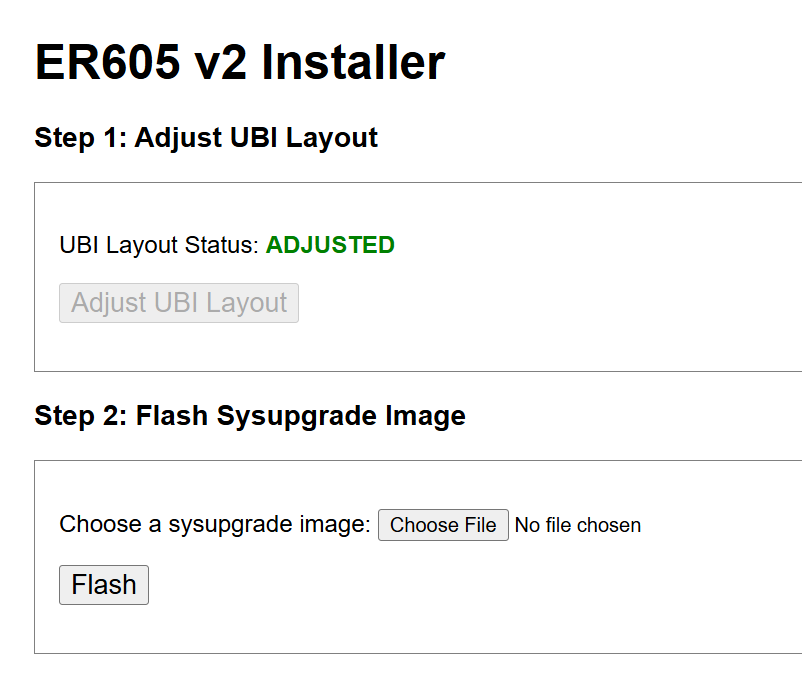 ER605 v2 Installer
Step 1: Adjust UBI Layout
UBI Layout Status: ADJUSTED
Adjust UBI Layout
Step 2: Flash Sysupgrade Image
Choose a sysupgrade image: Choose File No file chosen
Flash